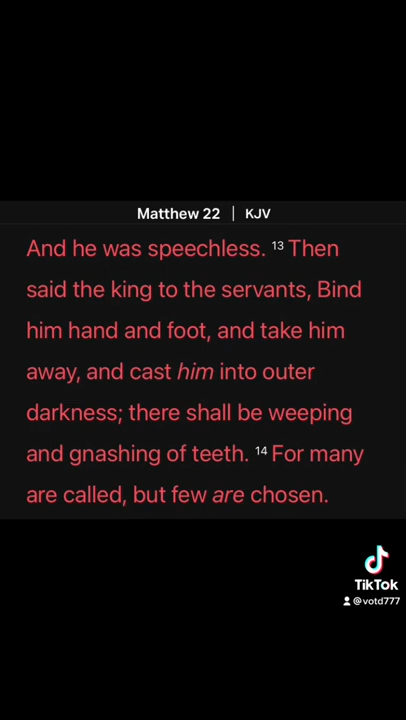 Matthew 22 | KJV
And he was speechless. 13 Then
said the king to the servants, Bind
him hand and foot, and take him
away, and cast him into outer
darkness; there shall be weeping
and gnashing of teeth. 14 For many
are called, but few are chosen.
TikTok
@votd777